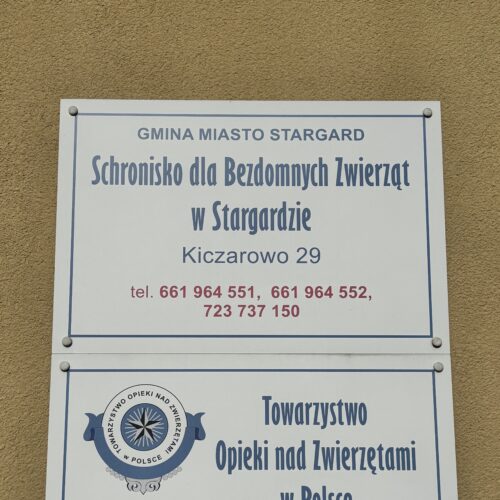 GMINA MIASTO STARGARD
Schronisko dla Bezdomnych Zwierząt
w Stargardzie
Kiczarowo 29
tel. 661 964 551, 661 964 552,
723 737 150
TOWARZYSTWO OPIEKI NAD ZWIERZĘTAMI
W POLSCE
Towarzystwo
Opieki nad Zwierzętami
w Polsce